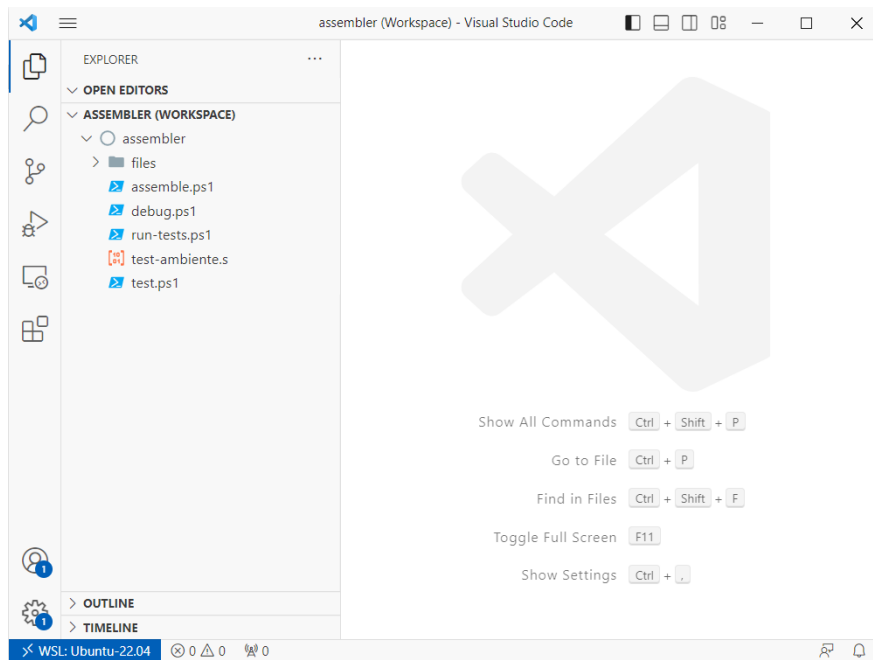 assembler (Workspace) - Visual Studio Code
EXPLORER
OPEN EDITORS
ASSEMBLER (WORKSPACE)
assembler
files
assemble.ps1
debug.ps1
run-tests.ps1
test-ambiente.s
test.ps1
Show All Commands Ctrl + Shift + P
Go to File Ctrl + P
Find in Files Ctrl + Shift + F
Toggle Full Screen F11
Show Settings Ctrl + ,
1
1
OUTLINE
TIMELINE
WSL: Ubuntu-22.04 0 0 0